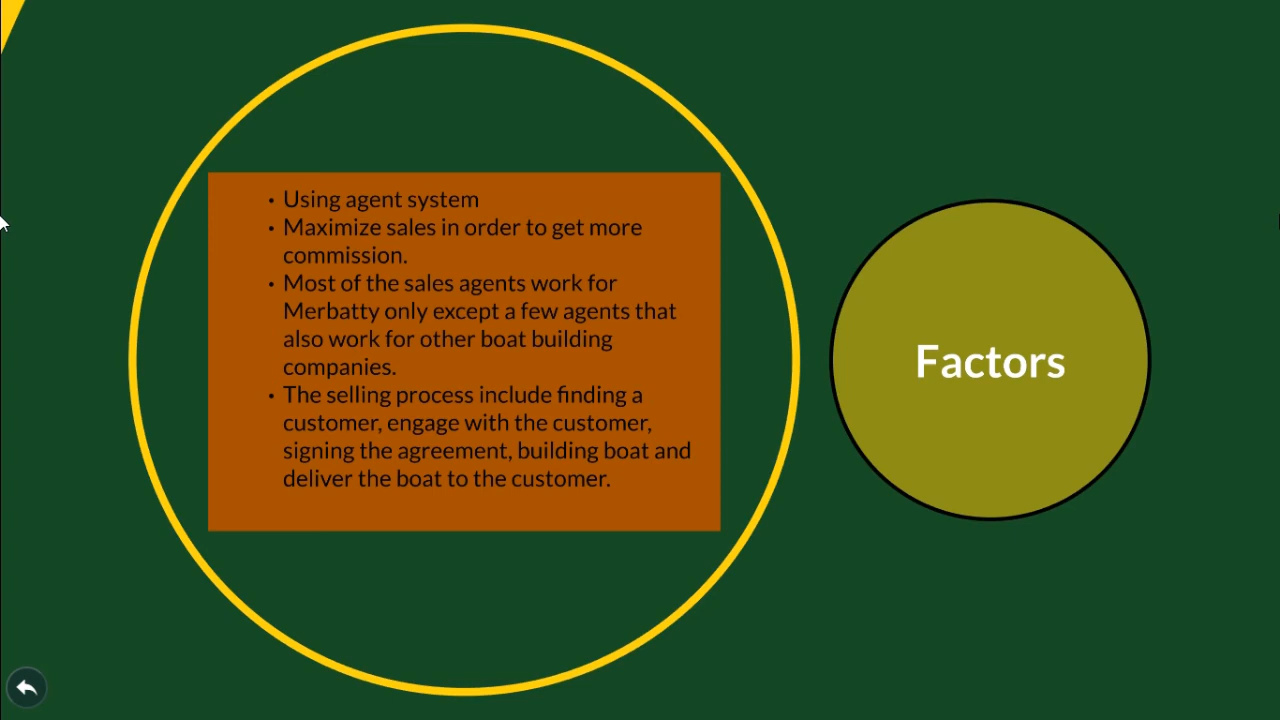 • Using agent system
• Maximize sales in order to get more
commission.
• Most of the sales agents work for
Merbatty only except a few agents that
also work for other boat building
companies.
• The selling process include finding a
customer, engage with the customer,
signing the agreement, building boat and
deliver the boat to the customer.
Factors